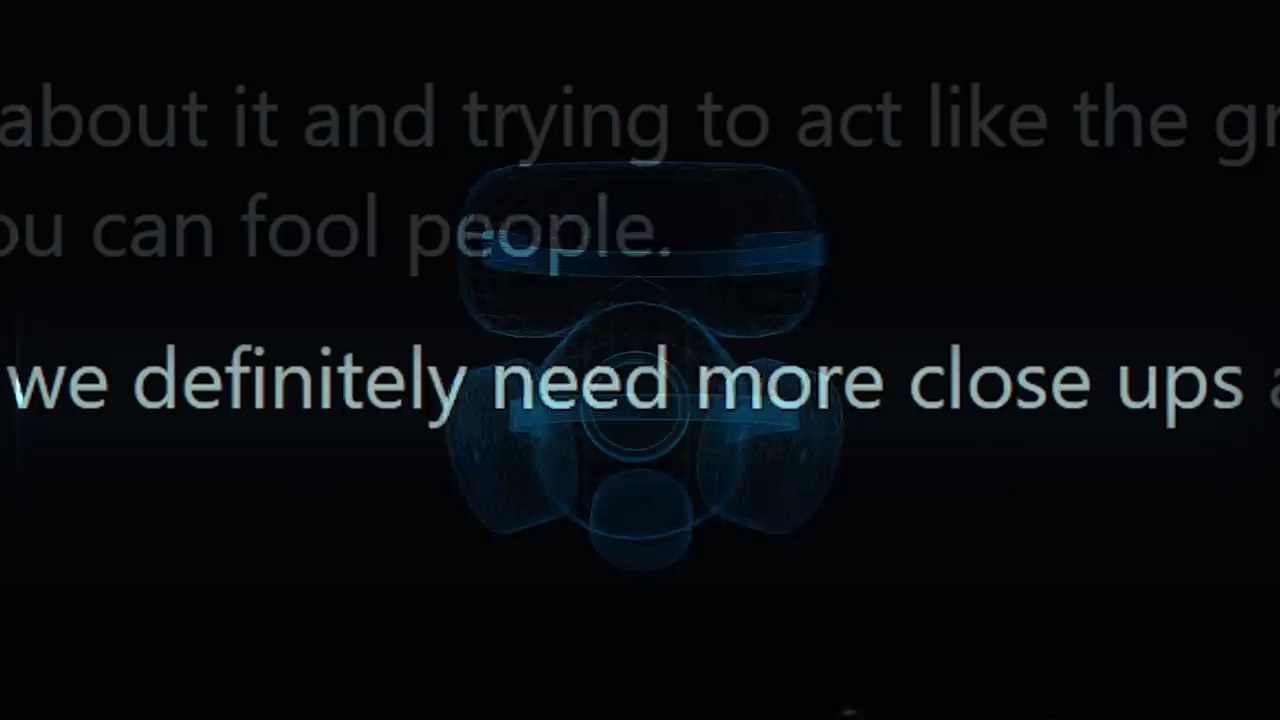 about it and trying to act like the
can fool people.
we definitely need more close ups